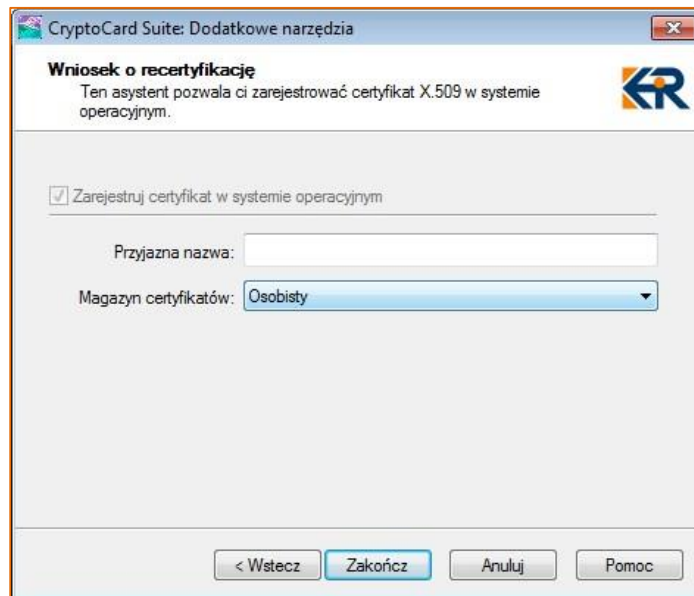 CryptoCard Suite: Dodatkowe narzędzia
Wniosek o recertyfikację
Ten asystent pozwala ci zarejestrować certyfikat X.509 w systemie
operacyjnym.
KIR
Zarejestruj certyfikat w systemie operacyjnym
Przyjazna nazwa:
Magazyn certyfikatów: Osobisty
< Wstecz Zakończ Anuluj Pomoc